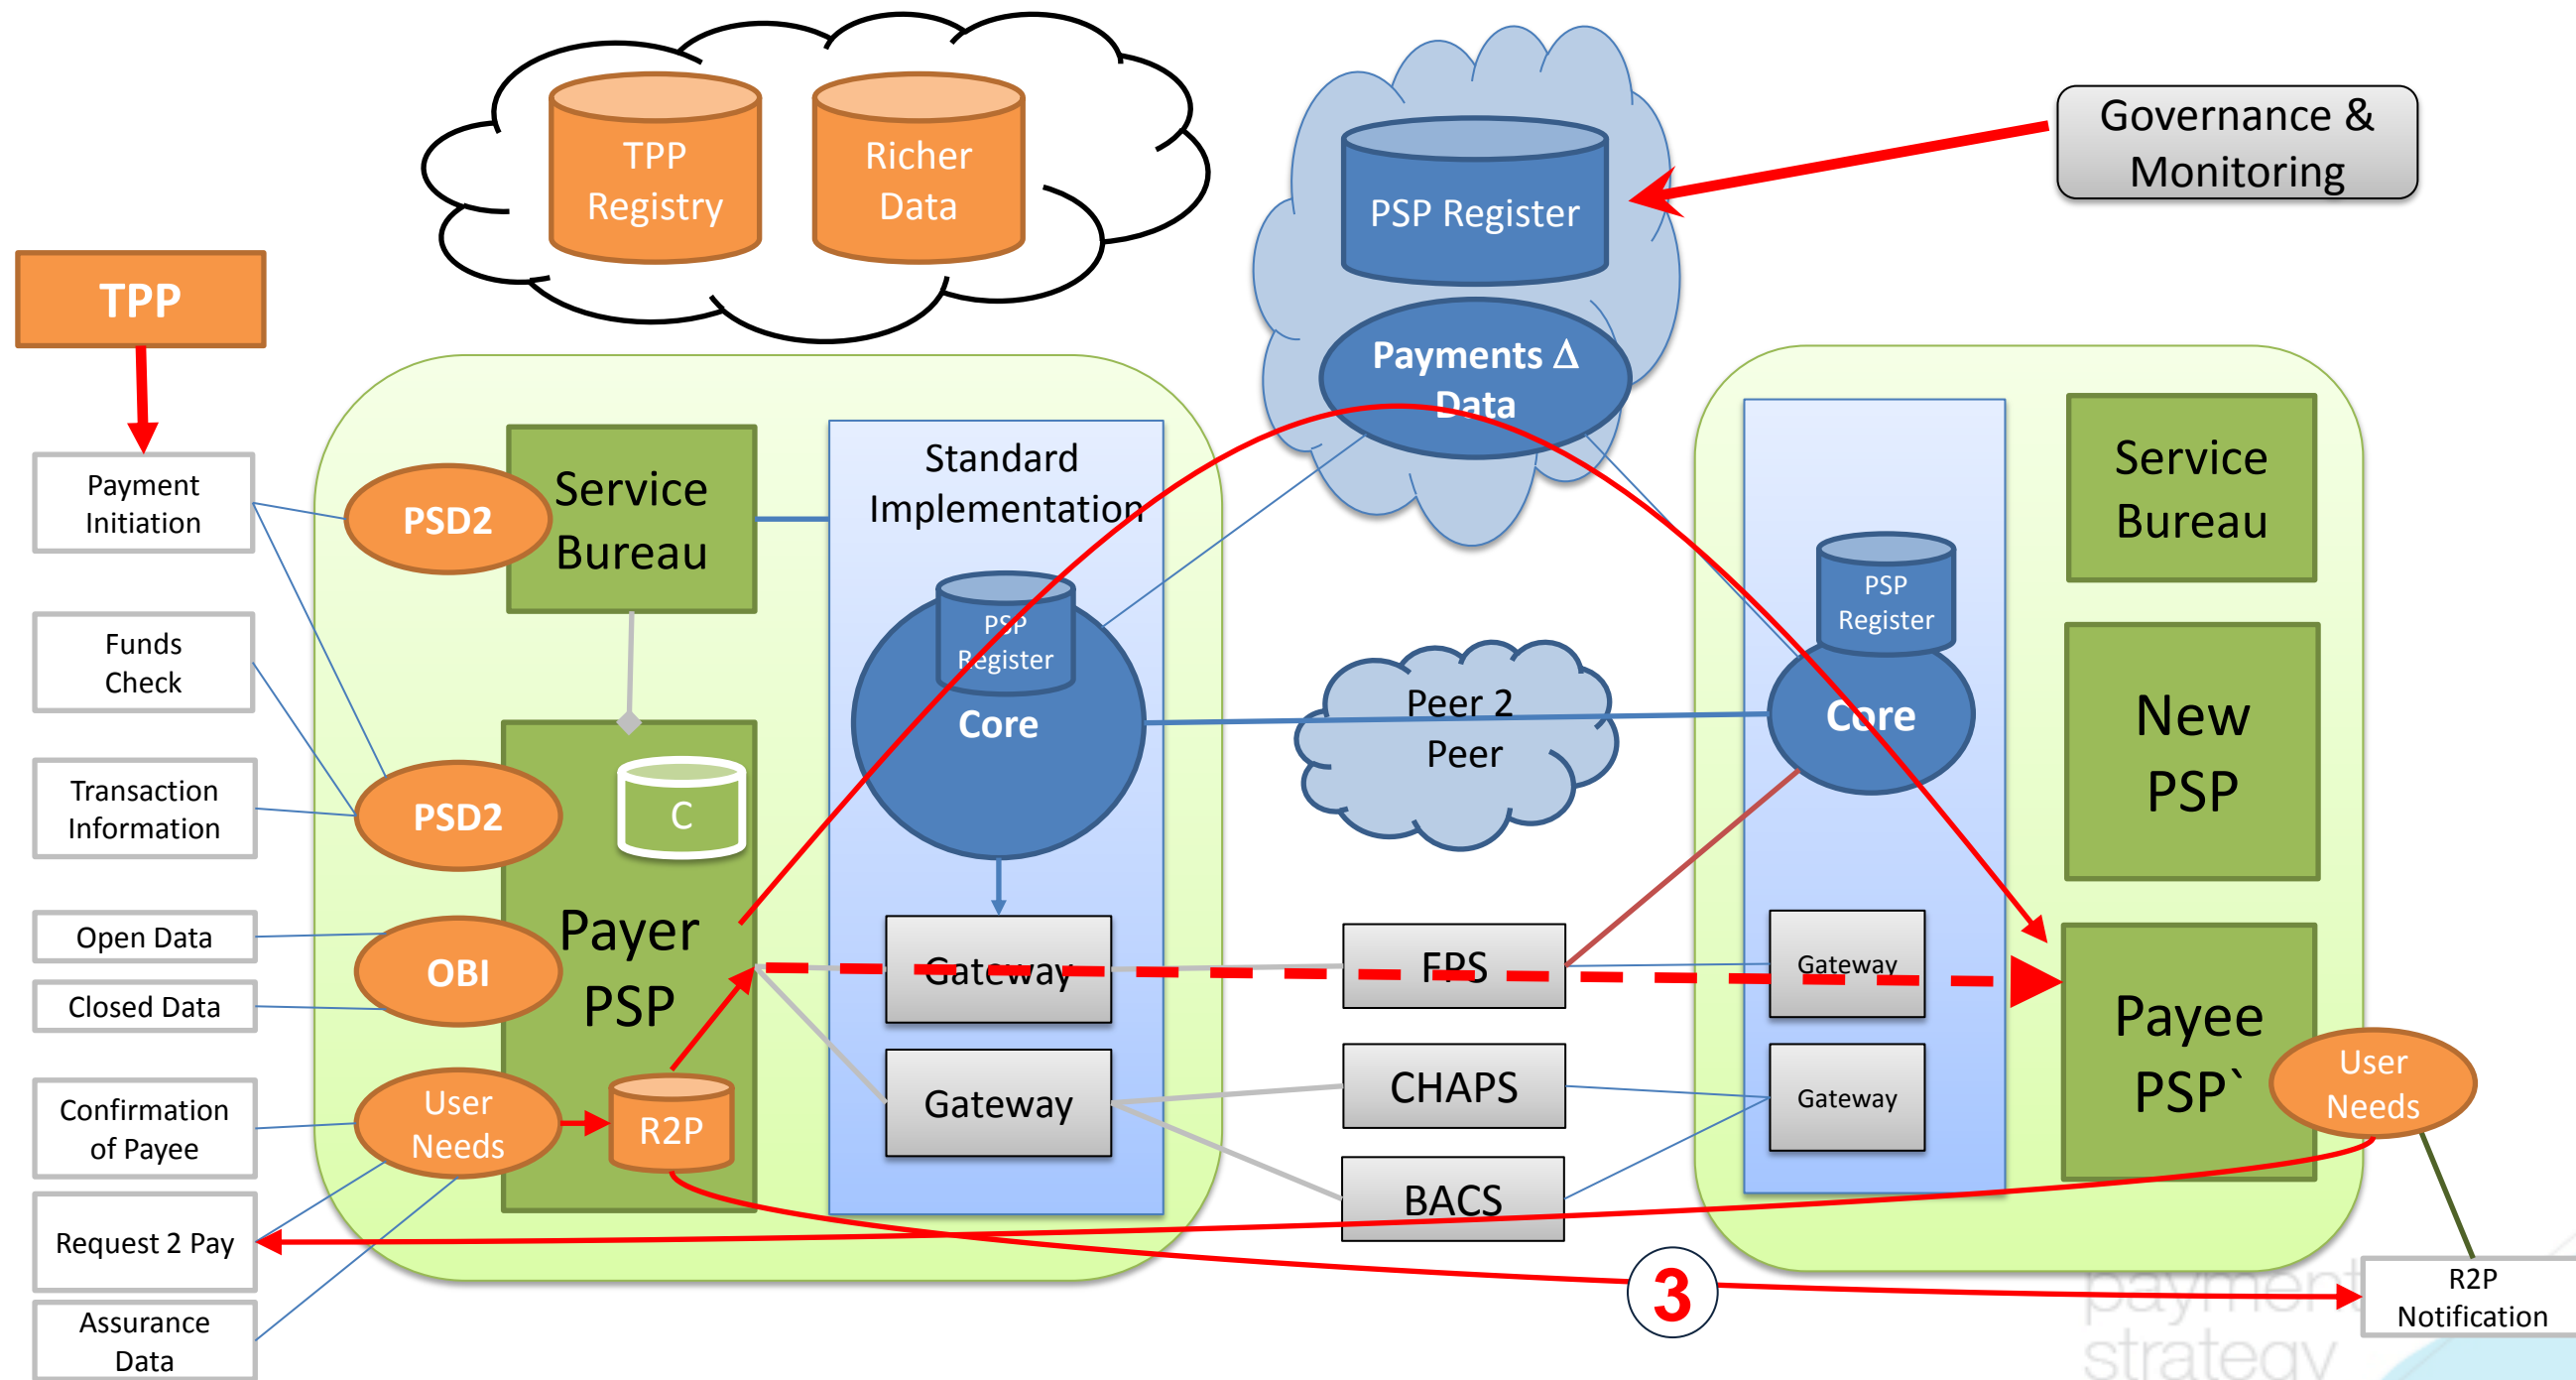 TPP
Registry
Richer
Data
PSP Register
Payments Δ
Data
Governance &
Monitoring
TPP
Payment
Initiation
Funds
Check
Transaction
Information
Open Data
Closed Data
Confirmation
of Payee
Request 2 Pay
Assurance
Data
PSD2
Service
Bureau
PSD2
C
OBI
Payer
PSP
User
Needs
R2P
Standard
Implementation
PSP
Register
Core
Gateway
Gateway
Peer 2
Peer
FPS
CHAPS
BACS
3
PSP
Register
Core
Gateway
Gateway
Service
Bureau
New
PSP
Payee
PSP`
User
Needs
R2P
Notification
payment
strategy